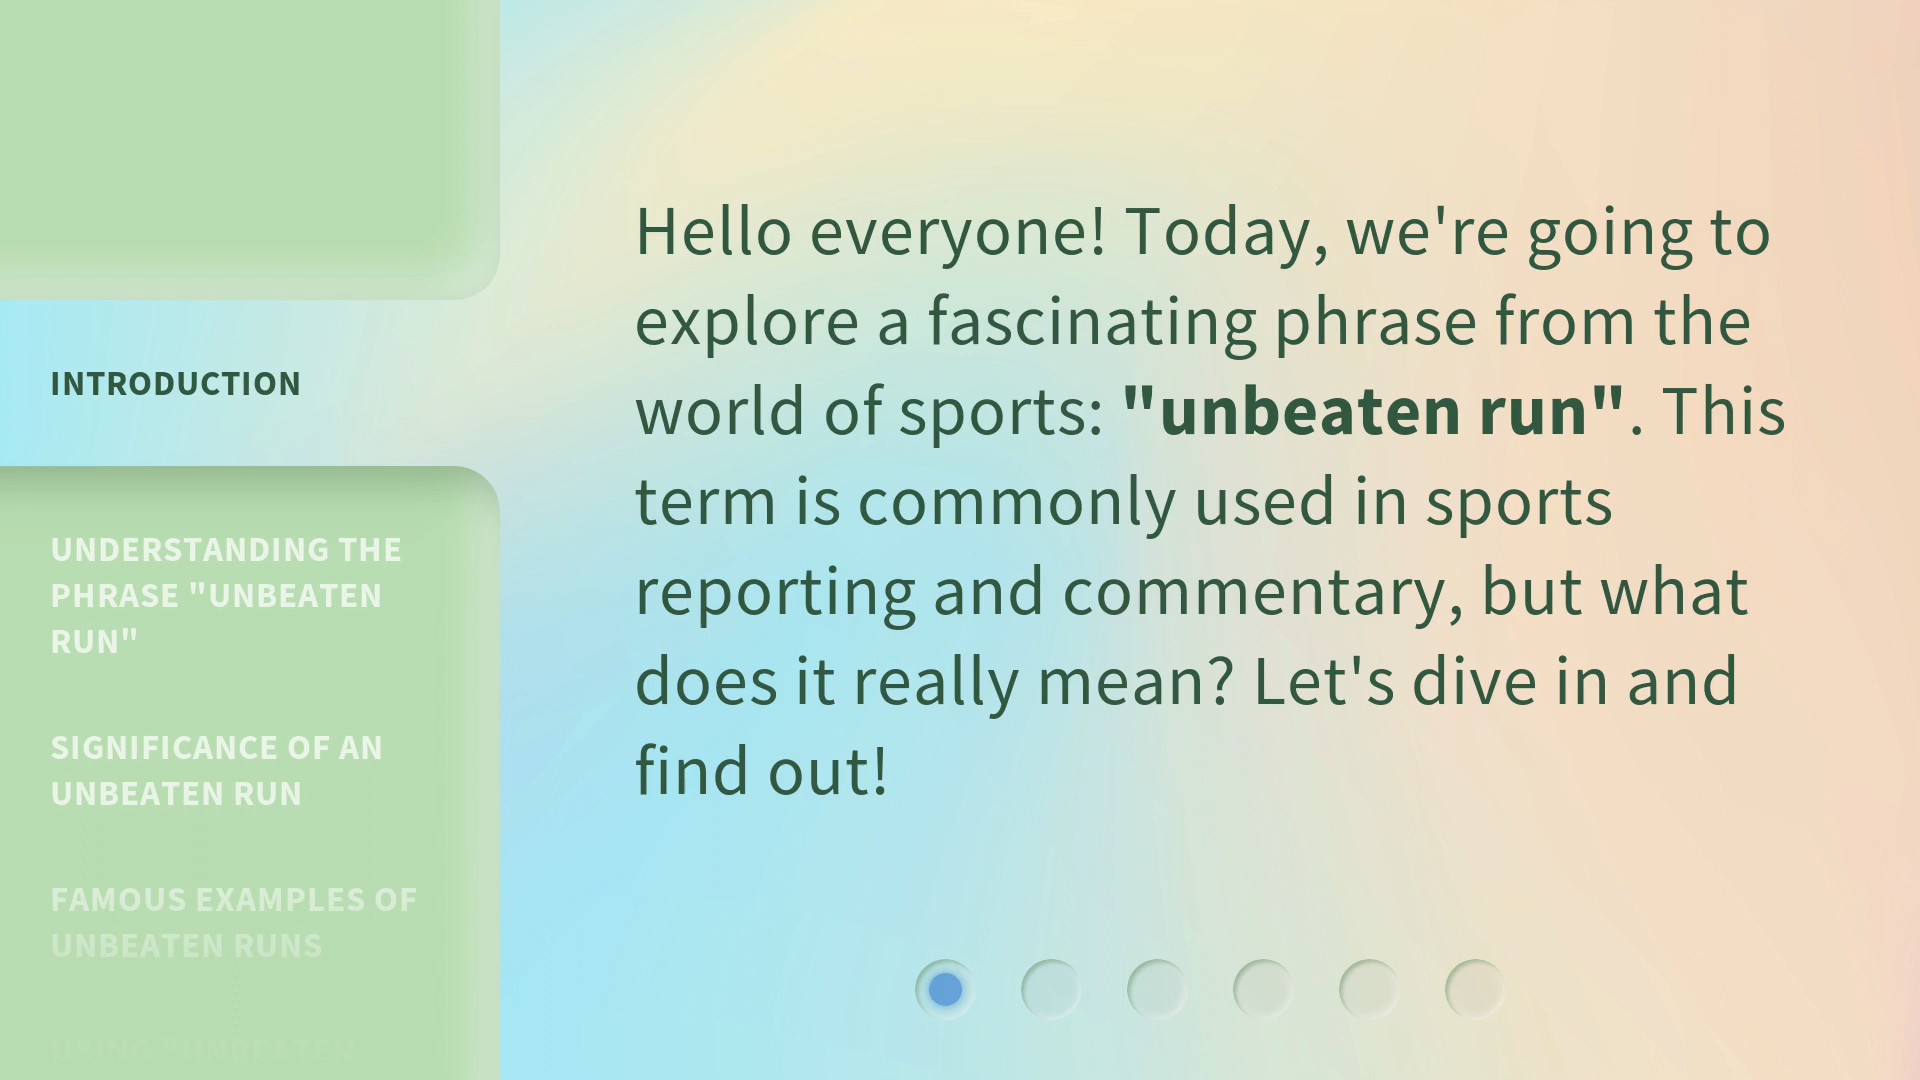 INTRODUCTION
UNDERSTANDING THE
PHRASE "UNBEATEN
RUN"
SIGNIFICANCE OF AN
UNBEATEN RUN
FAMOUS EXAMPLES OF
UNBEATEN RUNS
USING "UNBEATEN
Hello everyone! Today, we're going to
explore a fascinating phrase from the
world of sports: "unbeaten run". This
term is commonly used in sports
reporting and commentary, but what
does it really mean? Let's dive in and
find out!